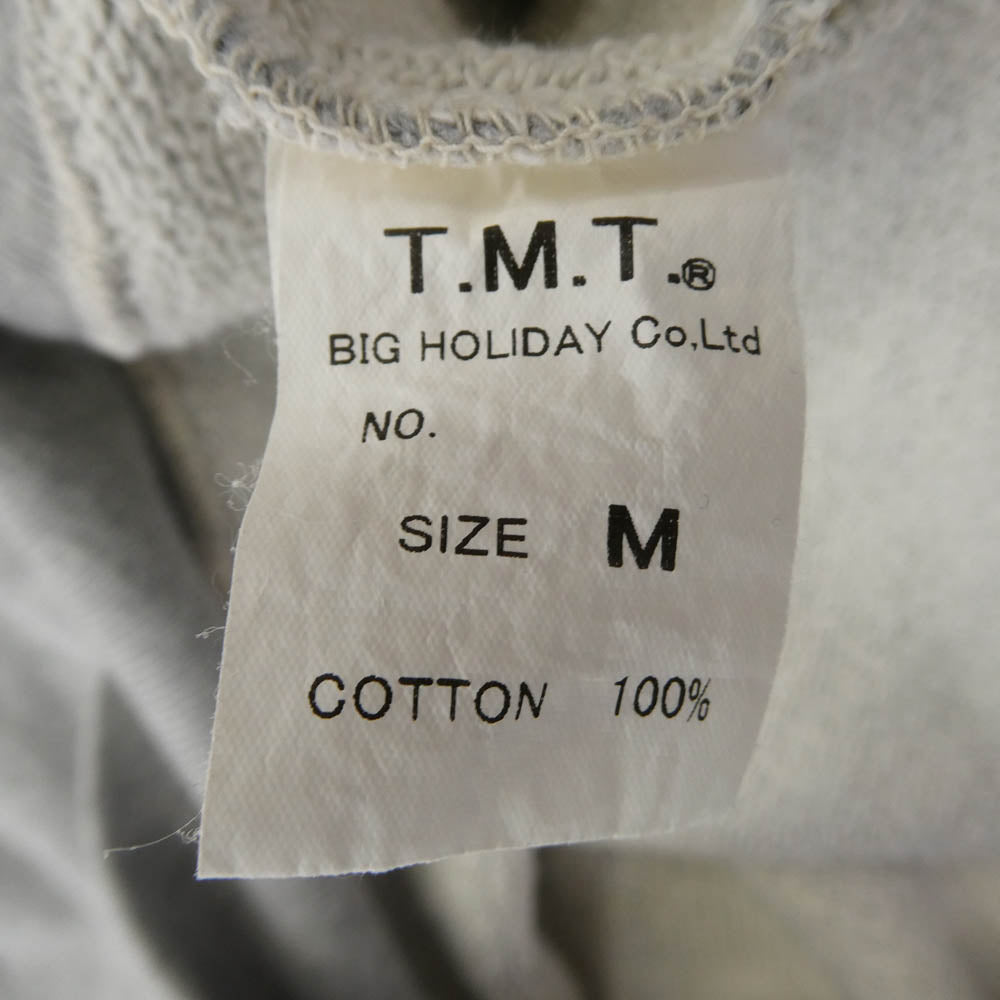 T.M.T.®
BIG HOLIDAY Co,Ltd
NO.
SIZE M
COTTON 100%